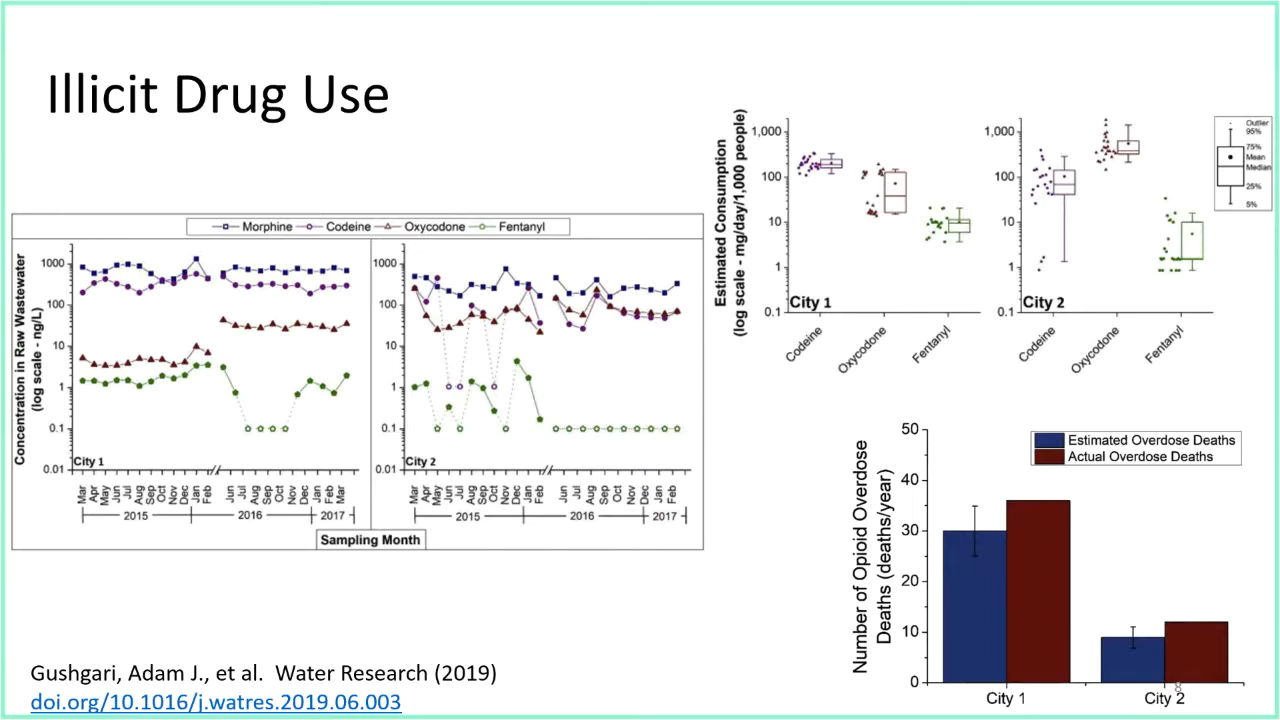 Illicit Drug Use
Morphine Codeine Oxycodone Fentanyl
Concentration in Raw Wastewater
(log scale - ng/L)
1000
100
10
1
0.1
0.01
City 1
Mar Apr May Jun Jul Aug Sep Oct Nov Dec Jan Feb Jun Jul Aug Sep Oct Nov Dec Jan Feb Mar
2015 2016 2017
1000
100
10
1
0.1
0.01
City 2
Mar Apr May Jun Jul Aug Sep Oct Nov Dec Jan Feb Jun Jul Aug Sep Oct Nov Dec Jan Feb
2015 2016 2017
Sampling Month
Estimated Consumption
(log scale - mg/day/1,000 people)
1,000
100
10
1
0.1
City 1
Codeine Oxycodone Fentanyl
1,000
100
10
1
0.1
City 2
Codeine Oxycodone Fentanyl
Outlier
95%
75%
Mean
Median
25%
5%
Number of Opioid Overdose
Deaths (deaths/year)
50
40
30
20
10
0
Estimated Overdose Deaths
Actual Overdose Deaths
City 1 City 2
Gushgari, Adam J., et al. Water Research (2019)
doi.org/10.1016/j.watres.2019.06.003